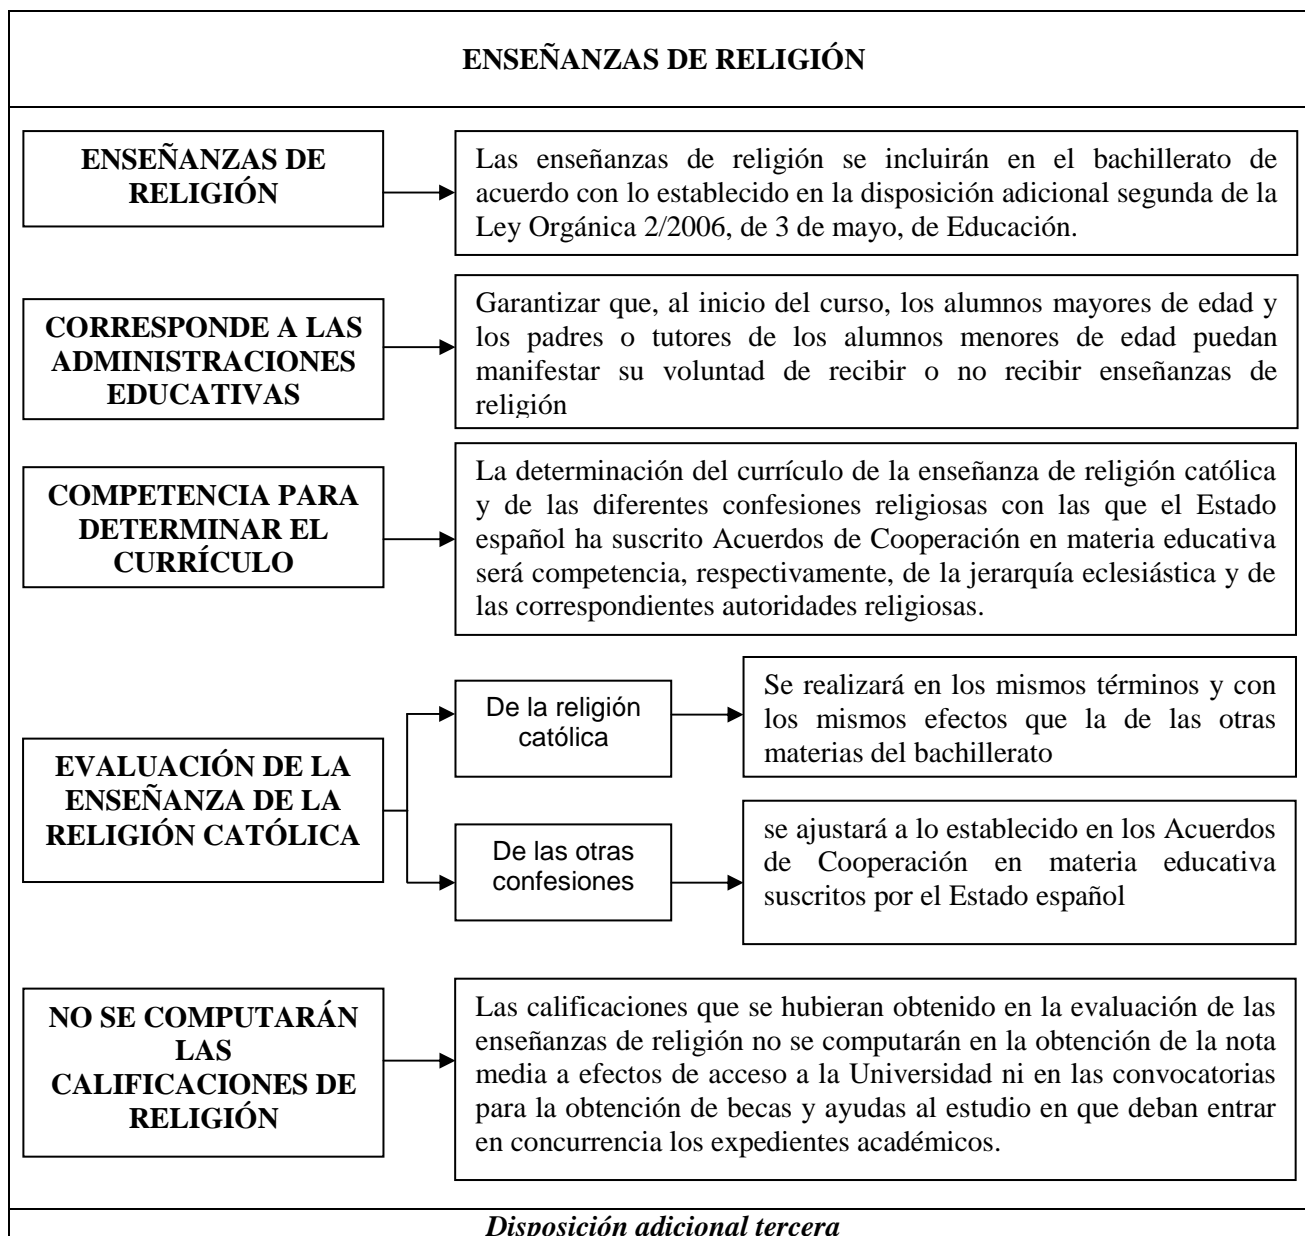 ENSEÑANZAS DE RELIGIÓN
ENSEÑANZAS DE
RELIGIÓN
Las enseñanzas de religión se incluirán en el bachillerato de
acuerdo con lo establecido en la disposición adicional segunda de la
Ley Orgánica 2/2006, de 3 de mayo, de Educación.
CORRESPONDE A LAS
ADMINISTRACIONES
EDUCATIVAS
Garantizar que, al inicio del curso, los alumnos mayores de edad y
los padres o tutores de los alumnos menores de edad puedan
manifestar su voluntad de recibir o no recibir enseñanzas de
religión
COMPETENCIA PARA
DETERMINAR EL
CURRÍCULO
La determinación del currículo de la enseñanza de religión católica
y de las diferentes confesiones religiosas con las que el Estado
español ha suscrito Acuerdos de Cooperación en materia educativa
será competencia, respectivamente, de la jerarquía eclesiástica y de
las correspondientes autoridades religiosas.
EVALUACIÓN DE LA
ENSEÑANZA DE LA
RELIGIÓN CATÓLICA
De la religión
católica
Se realizará en los mismos términos y con
los mismos efectos que la de las otras
materias del bachillerato
De las otras
confesiones
se ajustará a lo establecido en los Acuerdos
de Cooperación en materia educativa
suscritos por el Estado español
NO SE COMPUTARÁN
LAS
CALIFICACIONES DE
RELIGIÓN
Las calificaciones que se hubieran obtenido en la evaluación de las
enseñanzas de religión no se computarán en la obtención de la nota
media a efectos de acceso a la Universidad ni en las convocatorias
para la obtención de becas y ayudas al estudio en que deban entrar
en concurrencia los expedientes académicos.
Disposición adicional tercera